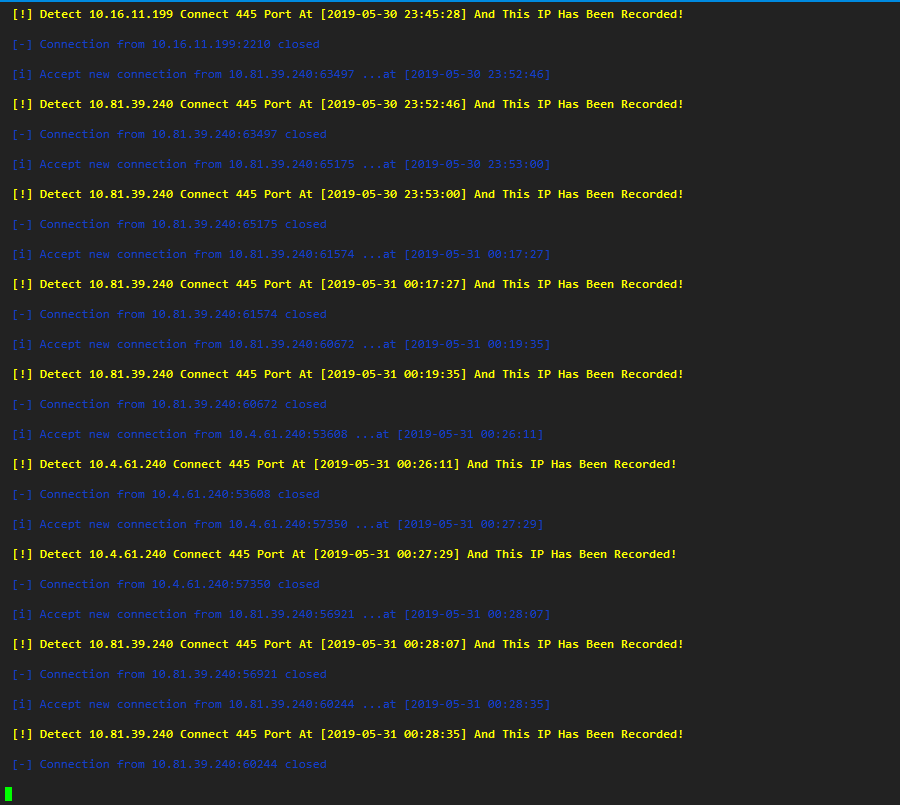 [!] Detect 10.16.11.199 Connect 445 Port At [2019-05-30 23:45:28] And This IP Has Been Recorded!
[-] Connection from 10.16.11.199:2210 closed
[i] Accept new connection from 10.81.39.240:63497 ...at [2019-05-30 23:52:46]
[!] Detect 10.81.39.240 Connect 445 Port At [2019-05-30 23:52:46] And This IP Has Been Recorded!
[-] Connection from 10.81.39.240:63497 closed
[i] Accept new connection from 10.81.39.240:65175 ...at [2019-05-30 23:53:00]
[!] Detect 10.81.39.240 Connect 445 Port At [2019-05-30 23:53:00] And This IP Has Been Recorded!
[-] Connection from 10.81.39.240:65175 closed
[i] Accept new connection from 10.81.39.240:61574 ...at [2019-05-31 00:17:27]
[!] Detect 10.81.39.240 Connect 445 Port At [2019-05-31 00:17:27] And This IP Has Been Recorded!
[-] Connection from 10.81.39.240:61574 closed
[i] Accept new connection from 10.81.39.240:60672 ...at [2019-05-31 00:19:35]
[!] Detect 10.81.39.240 Connect 445 Port At [2019-05-31 00:19:35] And This IP Has Been Recorded!
[-] Connection from 10.81.39.240:60672 closed
[i] Accept new connection from 10.4.61.240:53608 ...at [2019-05-31 00:26:11]
[!] Detect 10.4.61.240 Connect 445 Port At [2019-05-31 00:26:11] And This IP Has Been Recorded!
[-] Connection from 10.4.61.240:53608 closed
[i] Accept new connection from 10.4.61.240:57350 ...at [2019-05-31 00:27:29]
[!] Detect 10.4.61.240 Connect 445 Port At [2019-05-31 00:27:29] And This IP Has Been Recorded!
[-] Connection from 10.4.61.240:57350 closed
[i] Accept new connection from 10.81.39.240:56921 ...at [2019-05-31 00:28:07]
[!] Detect 10.81.39.240 Connect 445 Port At [2019-05-31 00:28:07] And This IP Has Been Recorded!
[-] Connection from 10.81.39.240:56921 closed
[i] Accept new connection from 10.81.39.240:60244 ...at [2019-05-31 00:28:35]
[!] Detect 10.81.39.240 Connect 445 Port At [2019-05-31 00:28:35] And This IP Has Been Recorded!
[-] Connection from 10.81.39.240:60244 closed